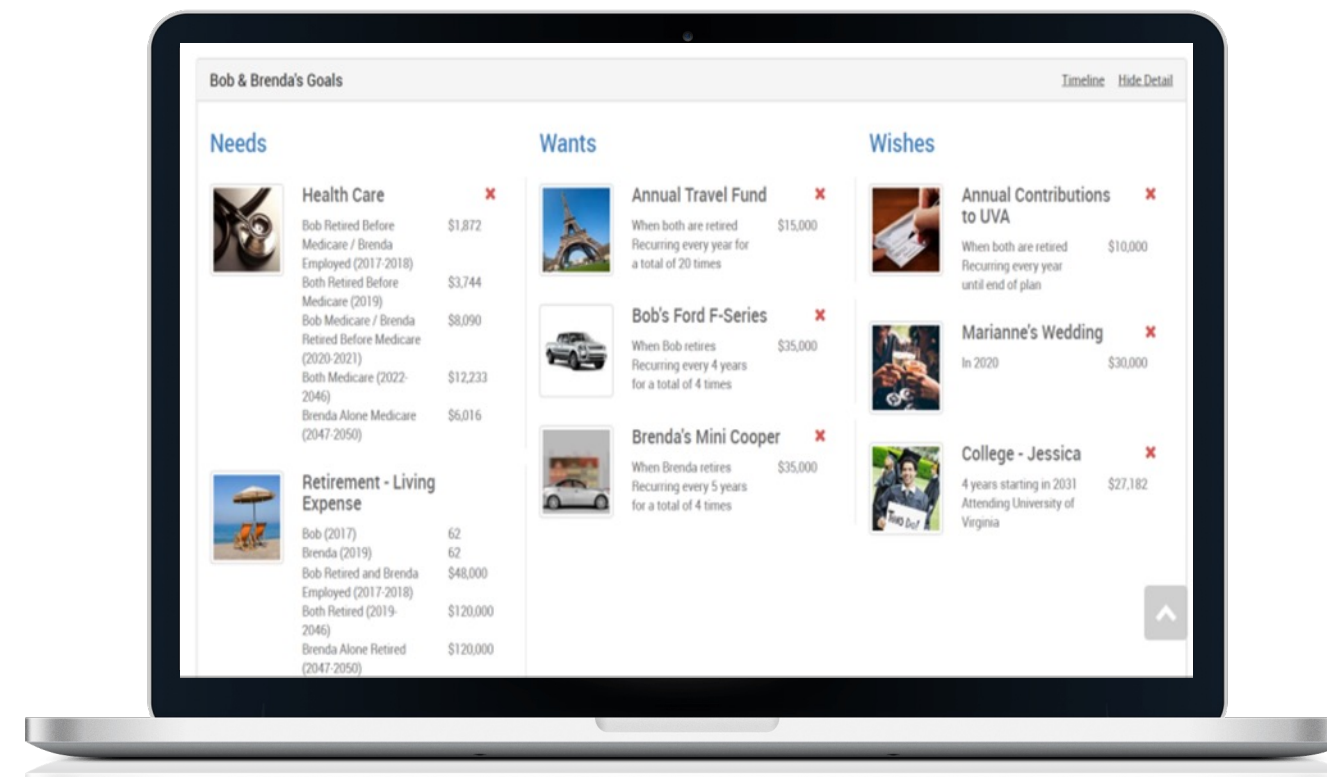 Bob & Brenda's Goals
Timeline Hide Detail
Needs
Health Care
Bob Retired Before $1,872
Medicare / Brenda
Employed (2017-2018)
Both Retired Before $3,744
Medicare (2019)
Bob Medicare / Brenda $8,090
Retired Before Medicare
(2020-2021)
Both Medicare (2022- $12,233
2046)
Brenda Alone Medicare $6,016
(2047-2050)
Retirement - Living
Expense
Bob (2017) 62
Brenda (2019) 62
Bob Retired and Brenda $48,000
Employed (2017-2018)
Both Retired (2019- $120,000
2046)
Brenda Alone Retired $120,000
(2047-2050)
Wants
Annual Travel Fund
When both are retired $15,000
Recurring every year for
a total of 20 times
Bob's Ford F-Series
When Bob retires $35,000
Recurring every 4 years
for a total of 4 times
Brenda's Mini Cooper
When Brenda retires $35,000
Recurring every 5 years
for a total of 4 times
Wishes
Annual Contributions
to UVA
When both are retired $10,000
Recurring every year
until end of plan
Marianne's Wedding
In 2020 $30,000
College - Jessica
4 years starting in 2031 $27,182
Attending University of
Virginia